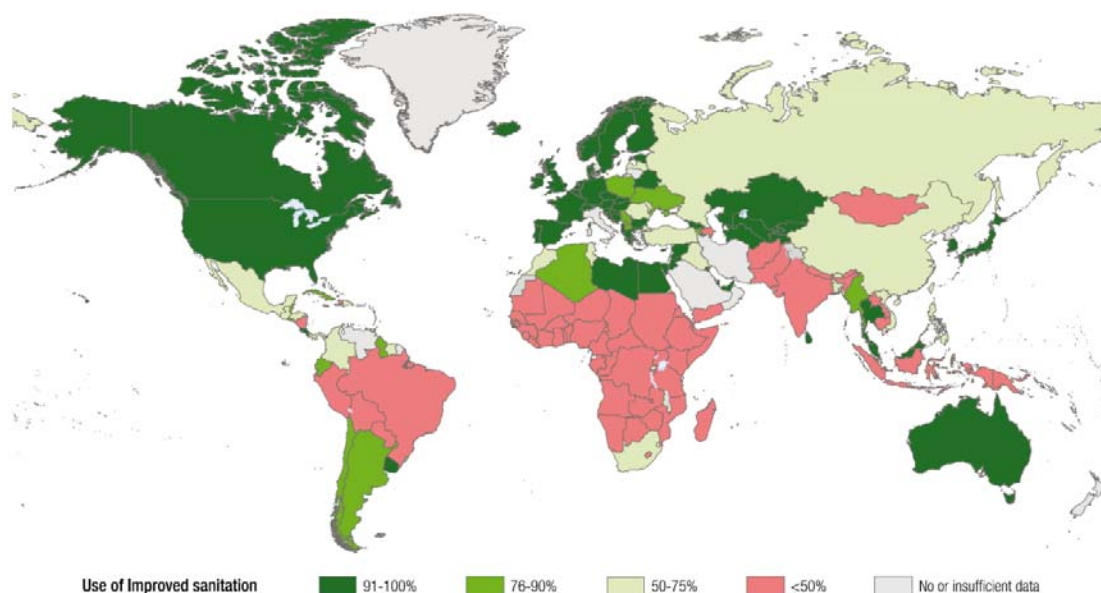 Use of Improved sanitation 91-100% 76-90% 50-75% <50% No or insufficient data